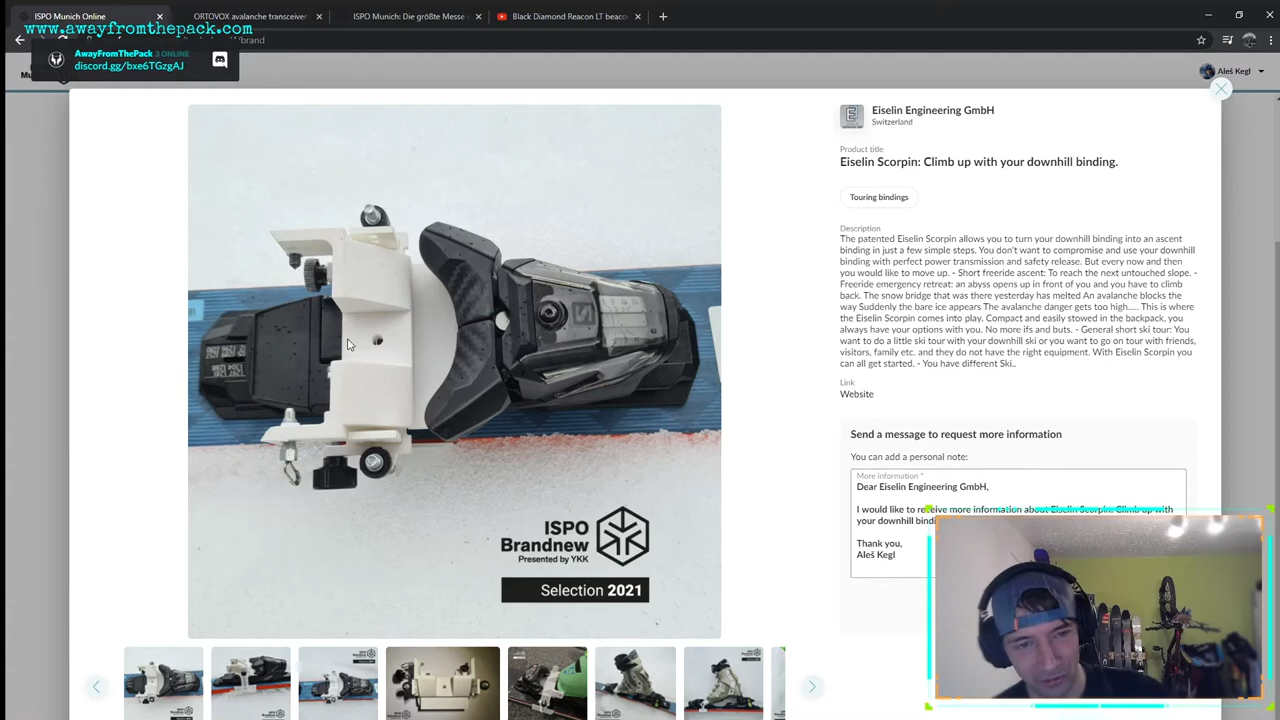 ISPO Munich Online
ORTOVOX avalanche transceiver
ISPO Munich: Die größte Messe d
Black Diamond Reacon LT beaco
www.awayfromthepack.com
brand
AwayFromThePack 3 ONLINE
discord.gg/bxe6TGzgAJ
Aleš Kegl
Eiselin Engineering GmbH
Switzerland
Product title
Eiselin Scorpin: Climb up with your downhill binding.
Touring bindings
Description
The patented Eiselin Scorpin allows you to turn your downhill binding into an ascent
binding in just a few simple steps. You don't want to compromise and use your downhill
binding with perfect power transmission and safety release. But every now and then
you would like to move up. - Short freeride ascent: To reach the next untouched slope. -
Freeride emergency retreat: an abyss opens up in front of you and you have to climb
back. The snow bridge that was there yesterday has melted An avalanche blocks the
way Suddenly the bare ice appears The avalanche danger gets too high..... This is where
the Eiselin Scorpin comes into play. Compact and easily stowed in the backpack, you
always have your options with you. No more ifs and buts. - General short ski tour: You
want to do a little ski tour with your downhill ski or you want to go on tour with friends,
visitors, family etc. and they do not have the right equipment. With Eiselin Scorpin you
can all get started. - You have different Ski..
Link
Website
Send a message to request more information
You can add a personal note:
More information *
Dear Eiselin Engineering GmbH,
I would like to receive more information about Eiselin Scorpin: Climb up with
your downhill bindi
Thank you,
Aleš Kegl
ISPO
Brandnew
Presented by YKK
Selection 2021